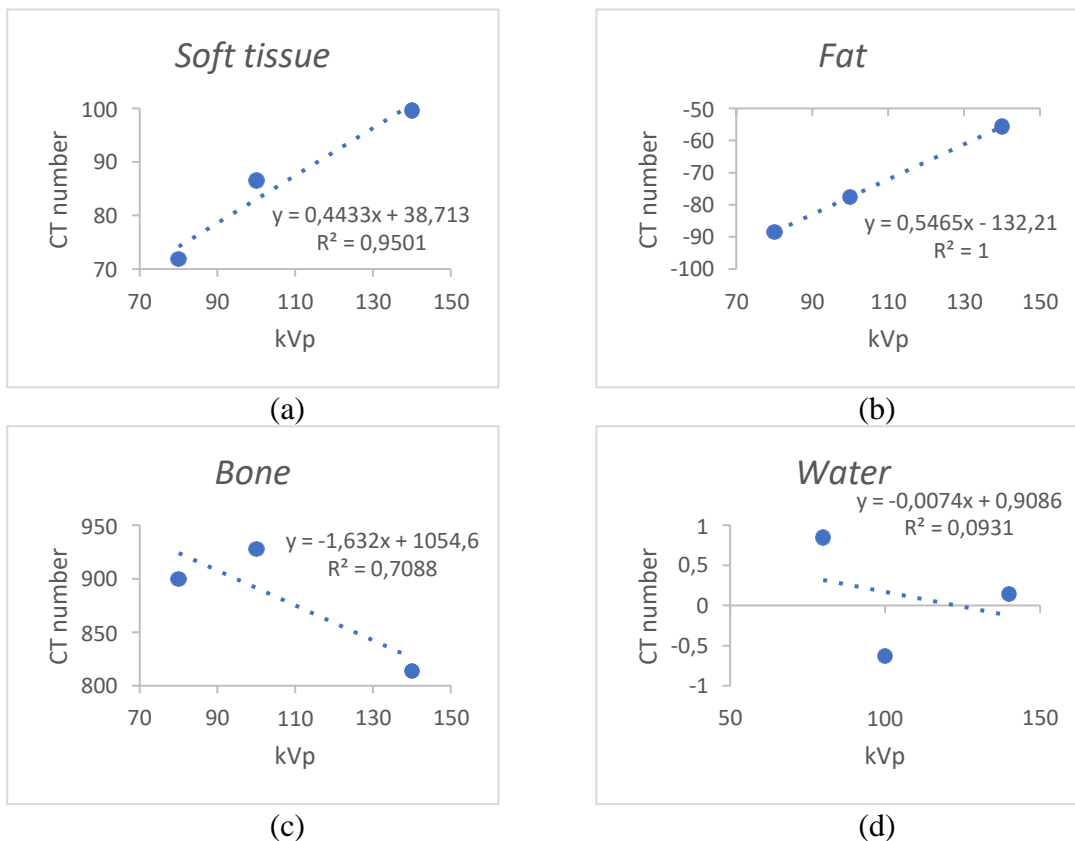 Soft tissue
100
90
80
70
CT number
y = 0,4433x + 38,713
R² = 0,9501
70 90 110 130 150
kVp
(a)
Fat
-50
-60
-70
-80
-90
-100
CT number
y = 0,5465x - 132,21
R² = 1
70 90 110 130 150
kVp
(b)
Bone
950
900
850
800
CT number
y = -1,632x + 1054,6
R² = 0,7088
70 90 110 130 150
kVp
(c)
Water
y = -0,0074x + 0,9086
R² = 0,0931
1
0,5
0
-0,5
-1
CT number
50 100 150
kVp
(d)